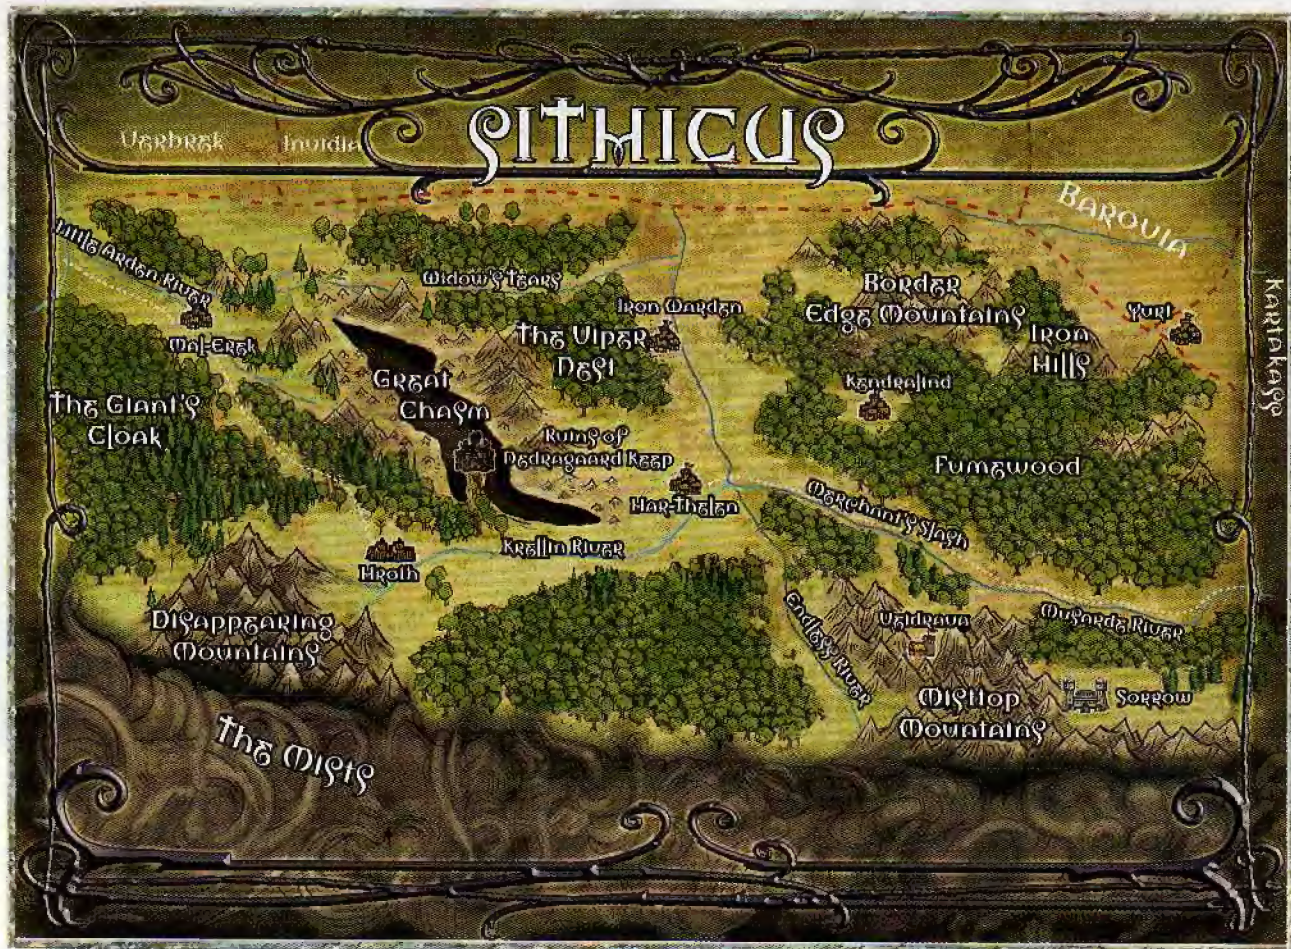 SITHICUS
Verbrek
Invidia
Barovia
Kartakass
Little Arden River
Widow's Tears
Iron Warden
Border
Edge Mountains
Iron
Hills
Mal-Erek
The Viper
Nest
Kendralind
Great
Chasm
The Giant's
Cloak
Ruins of
Nedragaard Keep
Fumewood
Har-Thelen
Merchant's Slash
Krellin River
Hroth
Disappearing
Mountains
Endless River
Veidrava
Musarde River
Misttop
Mountains
Sorrow
The Mists